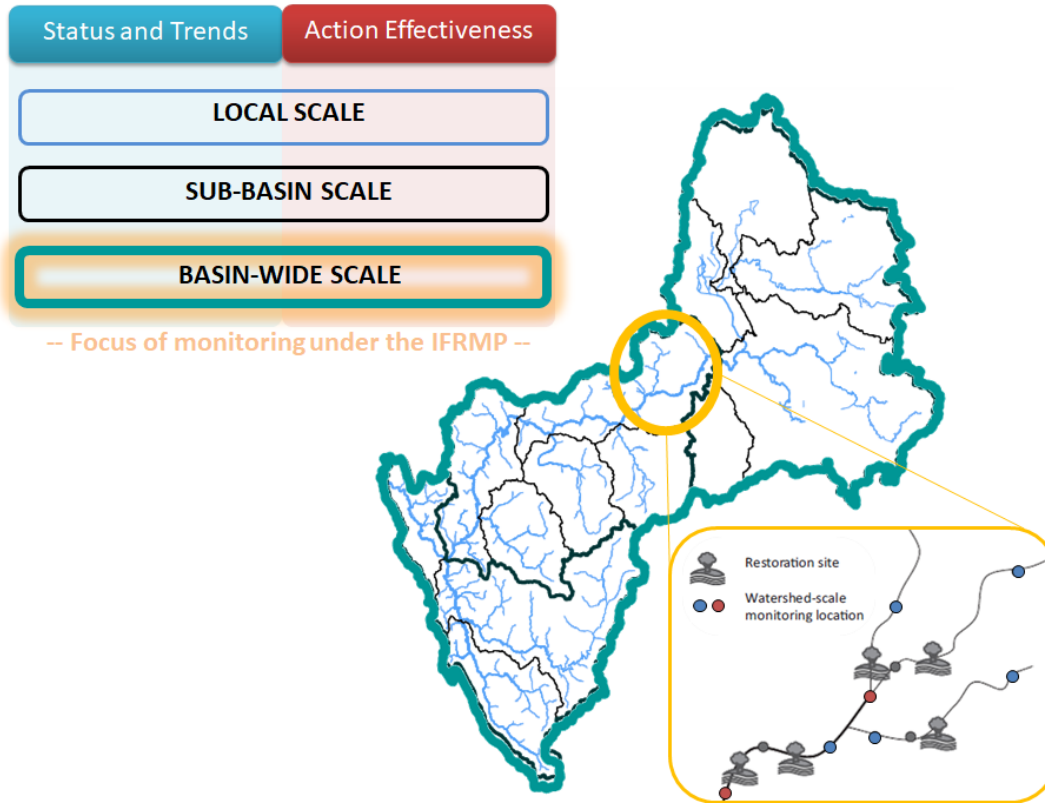 Status and Trends
Action Effectiveness
LOCAL SCALE
SUB-BASIN SCALE
BASIN-WIDE SCALE
-- Focus of monitoring under the IFRMP --
Restoration site
Watershed-scale
monitoring location